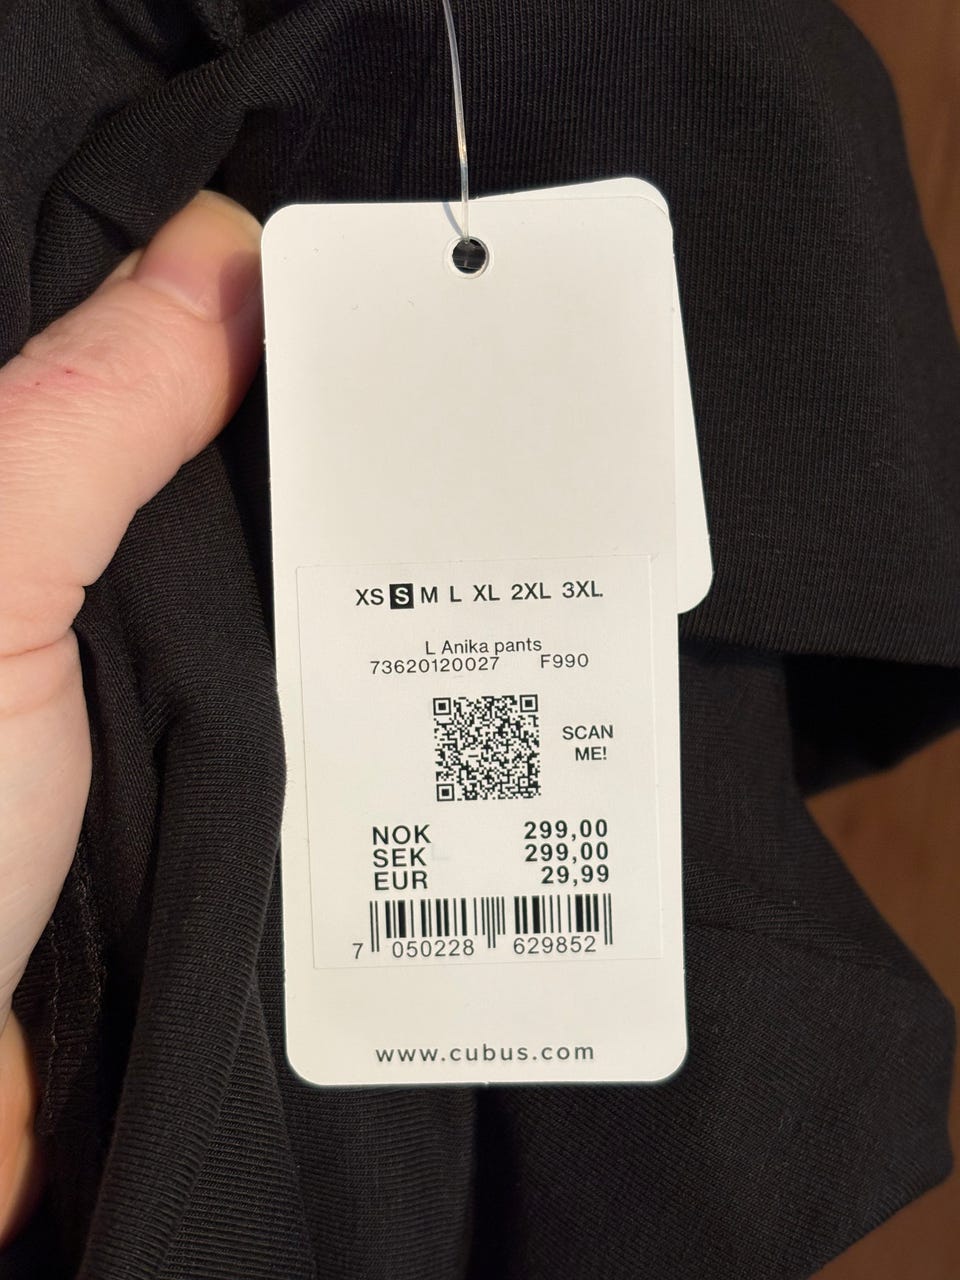 XS S M L XL 2XL 3XL
L Anika pants
73620120027 F990
SCAN
ME!
NOK 299,00
SEK 299,00
EUR 29,99
7 050228 629852
www.cubus.com